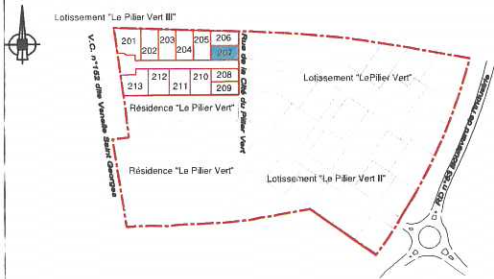 Lotissement "Le Pilier Vert III"
201
202
203
204
205
206
207
213
212
211
210
208
209
V.C. n°162 dite Venelle Saint Georges
Rue de la Cité du Pilier Vert
Résidence "Le Pilier Vert"
Résidence "Le Pilier Vert"
Lotissement "LePilier Vert"
Lotissement "Le Pilier Vert II"
RD n°65 Boulevard de l'Industrie